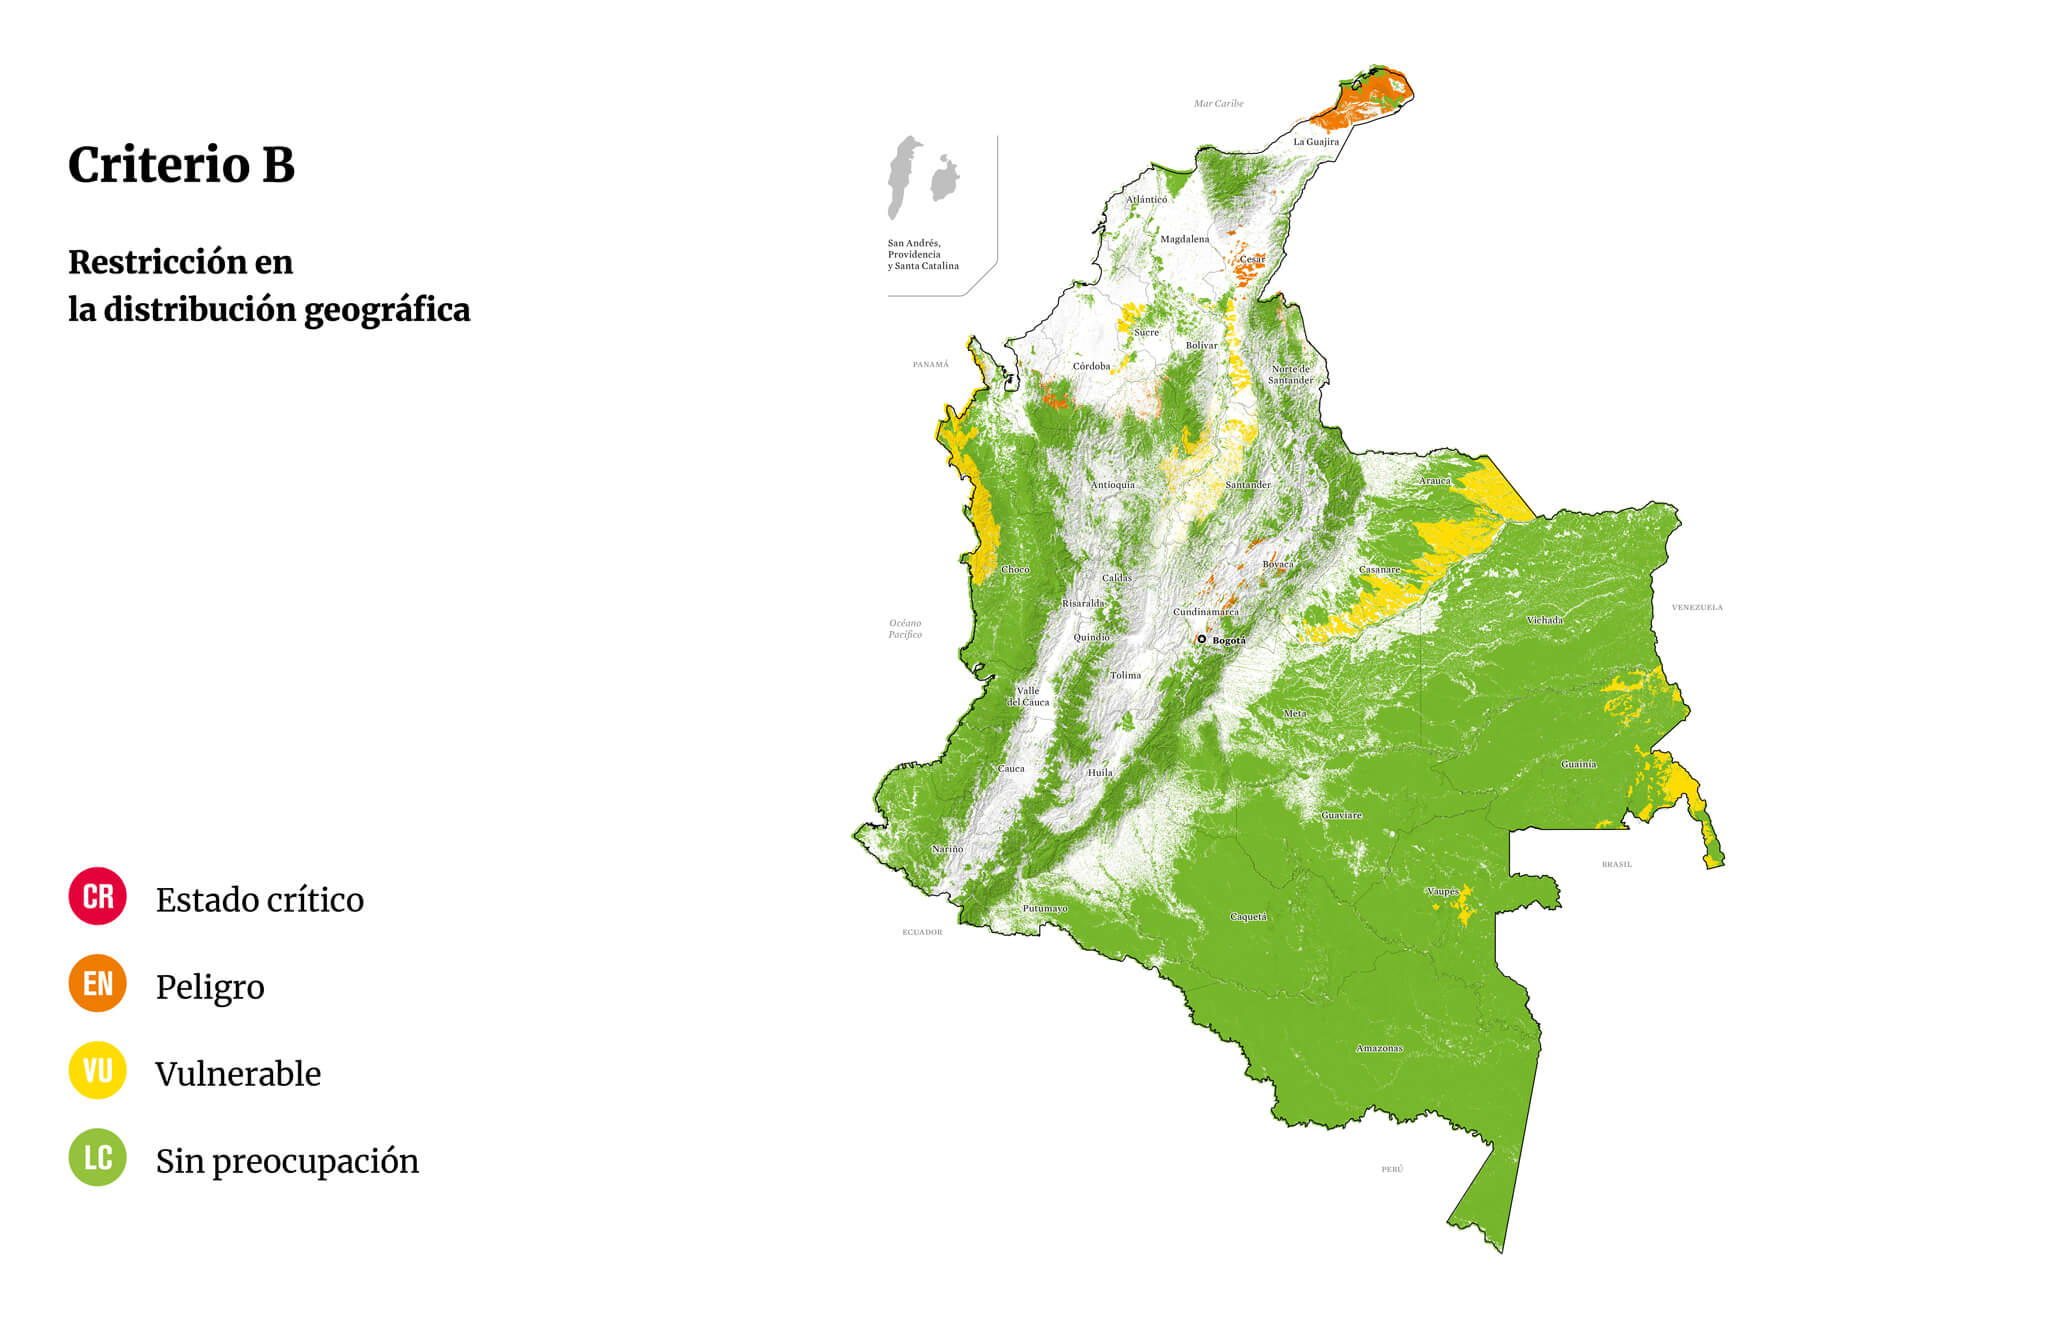 Criterio B
Restricción en
la distribución geográfica
CR Estado crítico
EN Peligro
VU Vulnerable
LC Sin preocupación
Mar Caribe
San Andrés,
Providencia
y Santa Catalina
La Guajira
Atlántico
Magdalena
Cesar
Sucre
Bolívar
Córdoba
Norte de
Santander
PANAMÁ
Antioquia
Santander
Arauca
Choco
Caldas
Boyacá
Casanare
Risaralda
Cundinamarca
Vichada
VENEZUELA
Océano
Pacífico
Quindío
Bogotá
Tolima
Valle
del Cauca
Meta
Cauca
Huila
Guainía
Guaviare
Nariño
BRASIL
Vaupés
Putumayo
Caquetá
ECUADOR
Amazonas
PERÚ